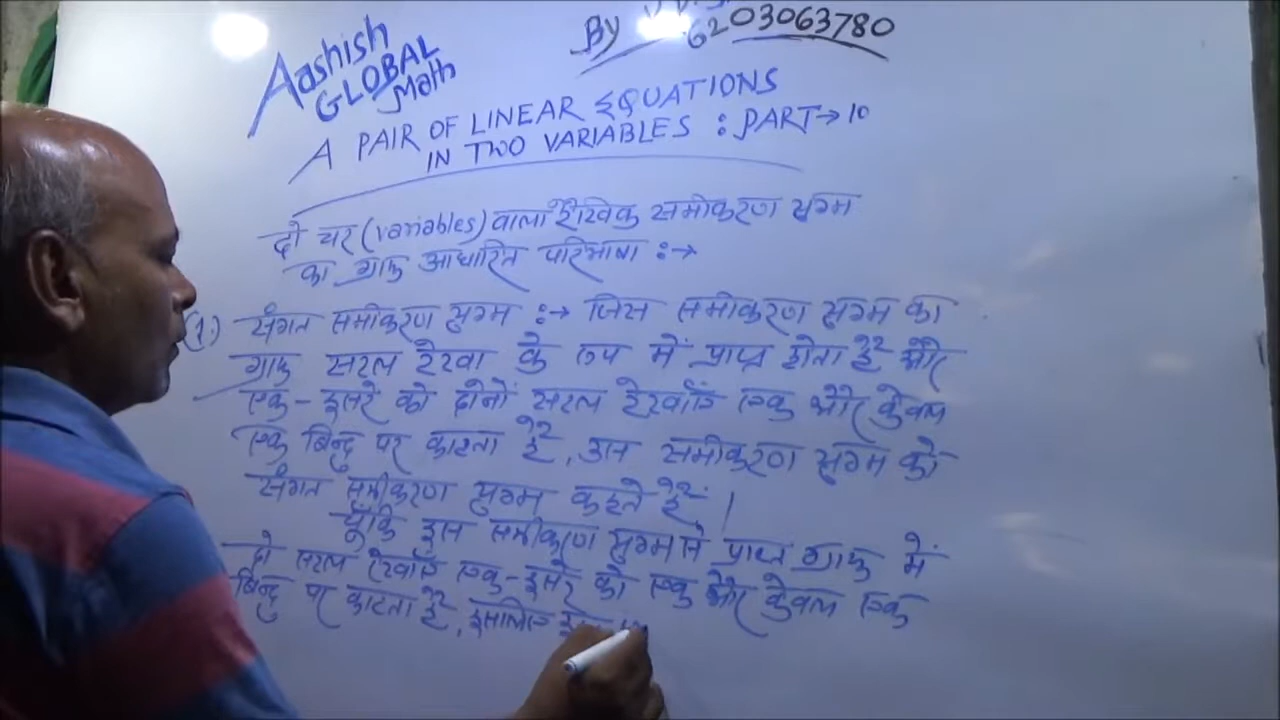 Aashish
GLOBAL
Math
By
6203063780
A PAIR OF LINEAR EQUATIONS
IN TWO VARIABLES : PART → 10
दो चर (variables) वाला रैखिक समीकरण युग्म
का ग्राफ आधारित परिभाषा :→
(1.) संगत समीकरण युग्म :→ जिस समीकरण युग्म का
ग्राफ सरल रेखा के रूप में प्राप्त होता है और
एक-दूसरे को दोनों सरल रेखाएँ एक और केवल
एक बिन्दु पर काटता है, उस समीकरण युग्म को
संगत समीकरण युग्म कहते हैं।
चूँकि इस समीकरण युग्म से प्राप्त ग्राफ में
दो सरल रेखाएँ एक-दूसरे को एक और केवल एक
बिन्दु पर काटता है, इसलिए